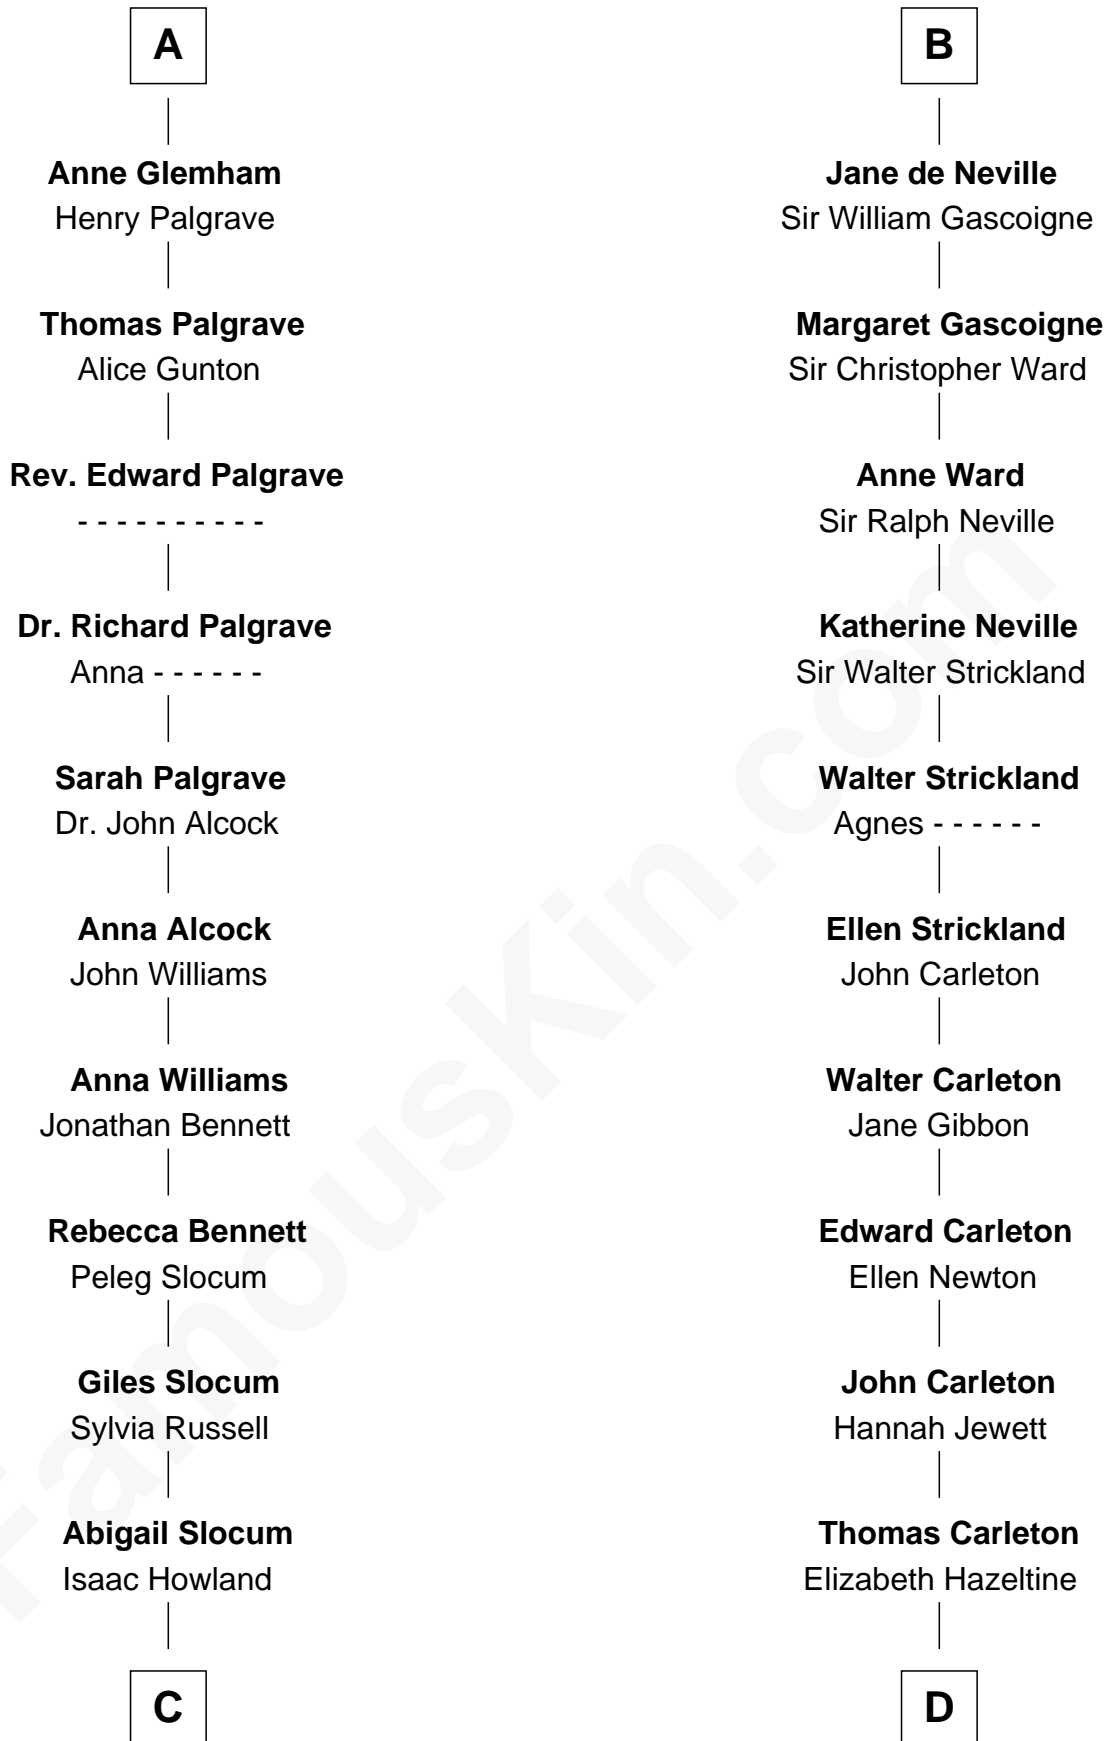 A
Anne Glemham
Henry Palgrave
Thomas Palgrave
Alice Gunton
Rev. Edward Palgrave
- - - - - - - - - -
Dr. Richard Palgrave
Anna - - - - - -
Sarah Palgrave
Dr. John Alcock
Anna Alcock
John Williams
Anna Williams
Jonathan Bennett
Rebecca Bennett
Peleg Slocum
Giles Slocum
Sylvia Russell
Abigail Slocum
Isaac Howland
C
B
Jane de Neville
Sir William Gascoigne
Margaret Gascoigne
Sir Christopher Ward
Anne Ward
Sir Ralph Neville
Katherine Neville
Sir Walter Strickland
Walter Strickland
Agnes - - - - - -
Ellen Strickland
John Carleton
Walter Carleton
Jane Gibbon
Edward Carleton
Ellen Newton
John Carleton
Hannah Jewett
Thomas Carleton
Elizabeth Hazeltine
D
FamousKin.com